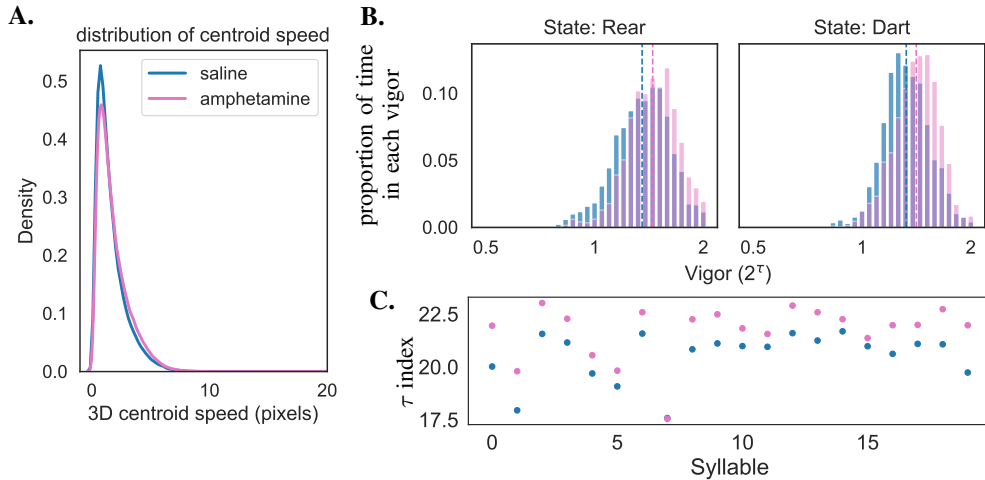 A.
distribution of centroid speed
saline
amphetamine
0.5
0.4
0.3
0.2
0.1
0.0
Density
0
10
20
3D centroid speed (pixels)
B.
State: Rear
State: Dart
proportion of time
in each vigor
0.10
0.05
0.00
0.5
1
2
0.5
1
2
Vigor (2^τ)
C.
22.5
20.0
17.5
τ index
0
5
10
15
Syllable